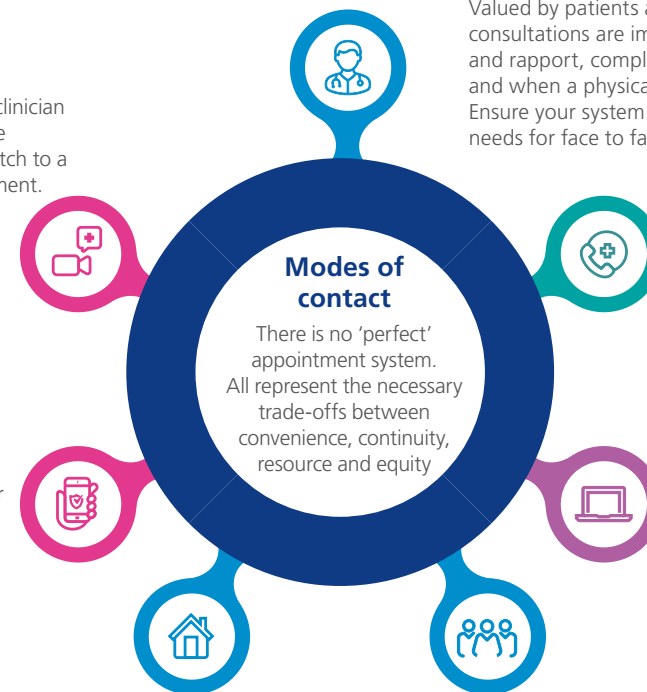 Valued by patients a
consultations are im
and rapport, compl
and when a physica
Ensure your system
needs for face to fa
clinician
e
tch to a
ment.
Modes of
contact
There is no ‘perfect’
appointment system.
All represent the necessary
trade-offs between
convenience, continuity,
resource and equity
r